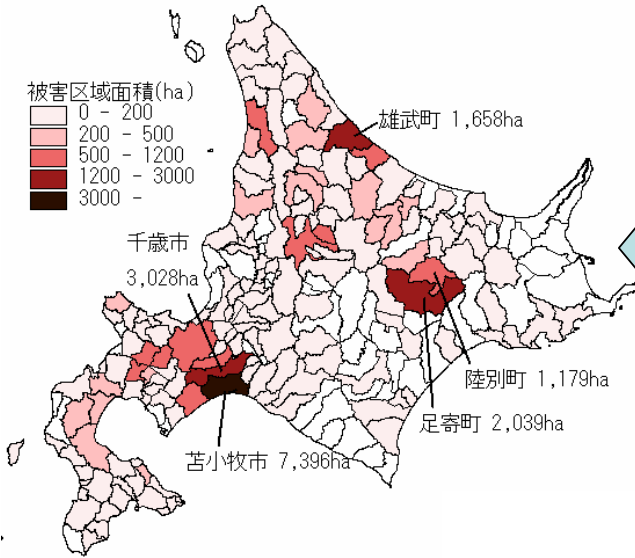 被害区域面積(ha)
0 - 200
200 - 500
500 - 1200
1200 - 3000
3000 -
雄武町 1,658ha
千歳市
3,028ha
陸別町 1,179ha
足寄町 2,039ha
苫小牧市 7,396ha